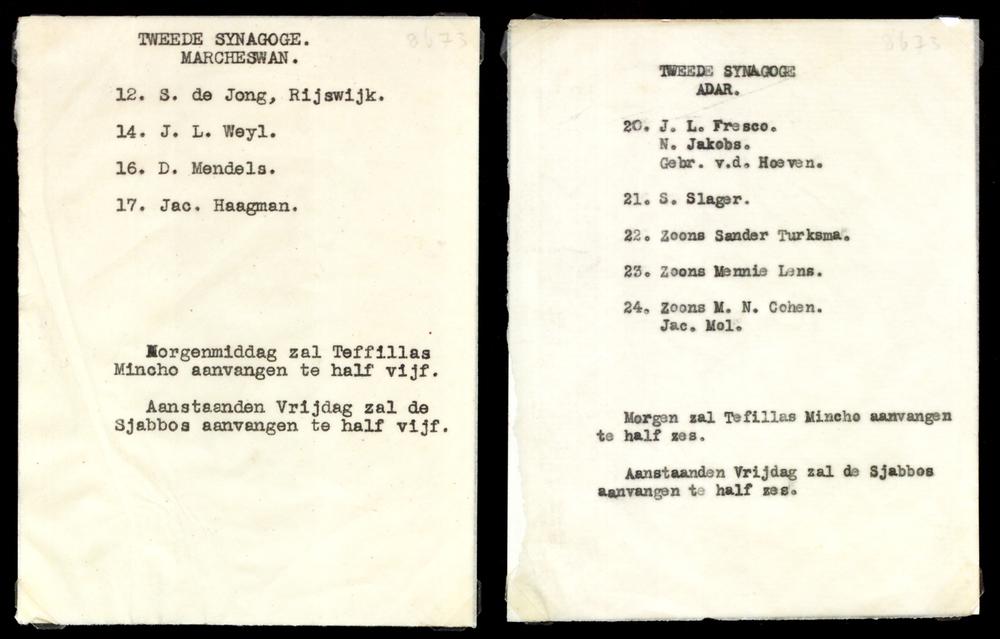 8673
TWEEDE SYNAGOGE.
MARCHESWAN.
12. S. de Jong, Rijswijk.
14. J. L. Weyl.
16. D. Mendels.
17. Jac. Haagman.
Morgenmiddag zal Teffillas
Mincho aanvangen te half vijf.
Aanstaanden Vrijdag zal de
Sjabbos aanvangen te half vijf.
8673
TWEEDE SYNAGOGE
ADAR.
20. J. L. Fresco.
N. Jakobs.
Gebr. v.d. Hoeven.
21. S. Slager.
22. Zoons Sander Turksma.
23. Zoons Mennie Lens.
24. Zoons M. N. Cohen.
Jac. Mol.
Morgen zal Tefillas Mincho aanvangen
te half zes.
Aanstaanden Vrijdag zal de Sjabbos
aanvangen te half zes.